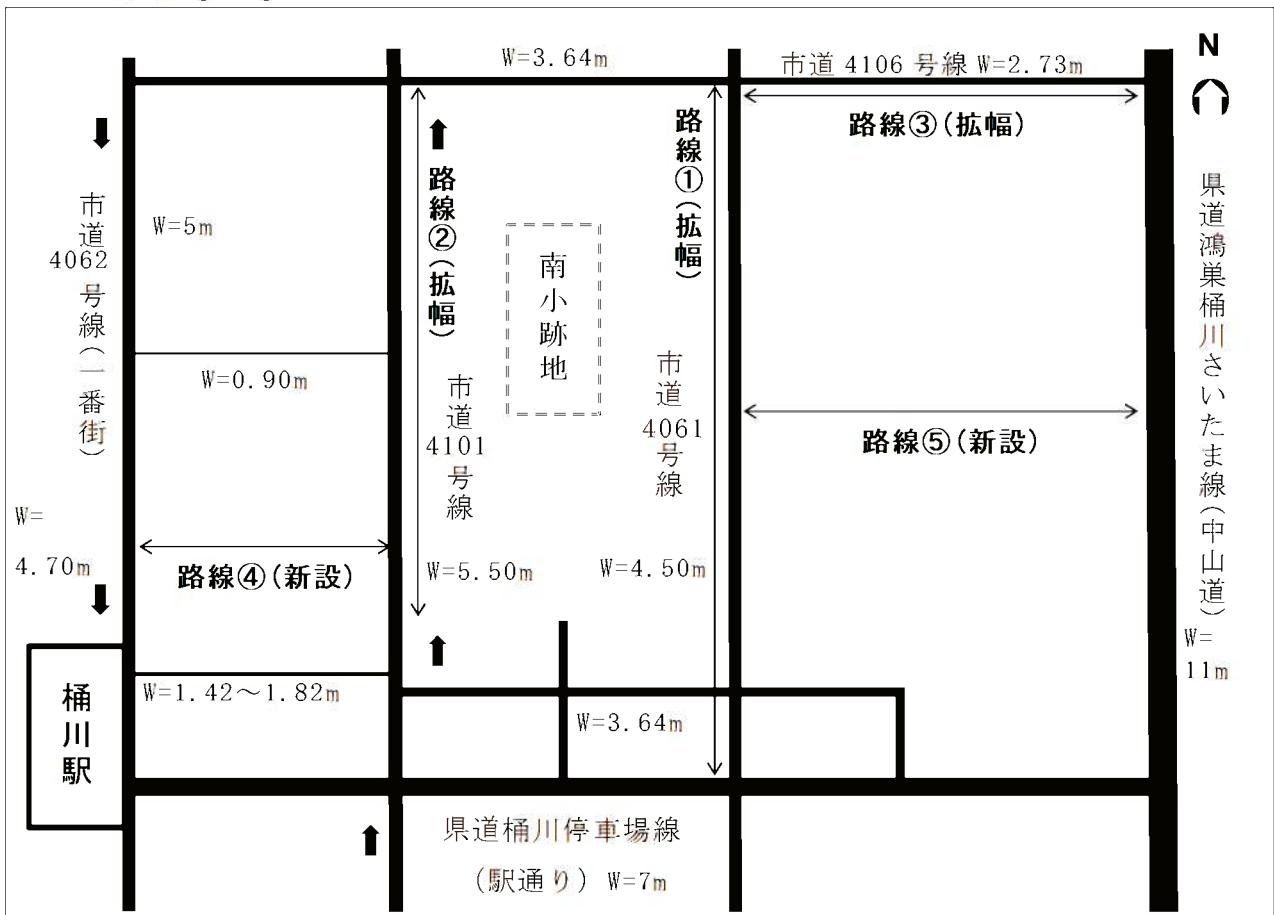 W=3.64m
市道 4106 号線 W=2.73m
N
路線③(拡幅)
市道4062号線(一番街)
W=5m
路線②(拡幅)
路線①(拡幅)
南小跡地
県道鴻巣桶川さいたま線(中山道)
W=0.90m
市道4101号線
市道4061号線
路線⑤(新設)
W=
4.70m
路線④(新設)
W=5.50m
W=4.50m
W=
11m
桶川駅
W=1.42～1.82m
W=3.64m
県道桶川停車場線
(駅通り) W=7m